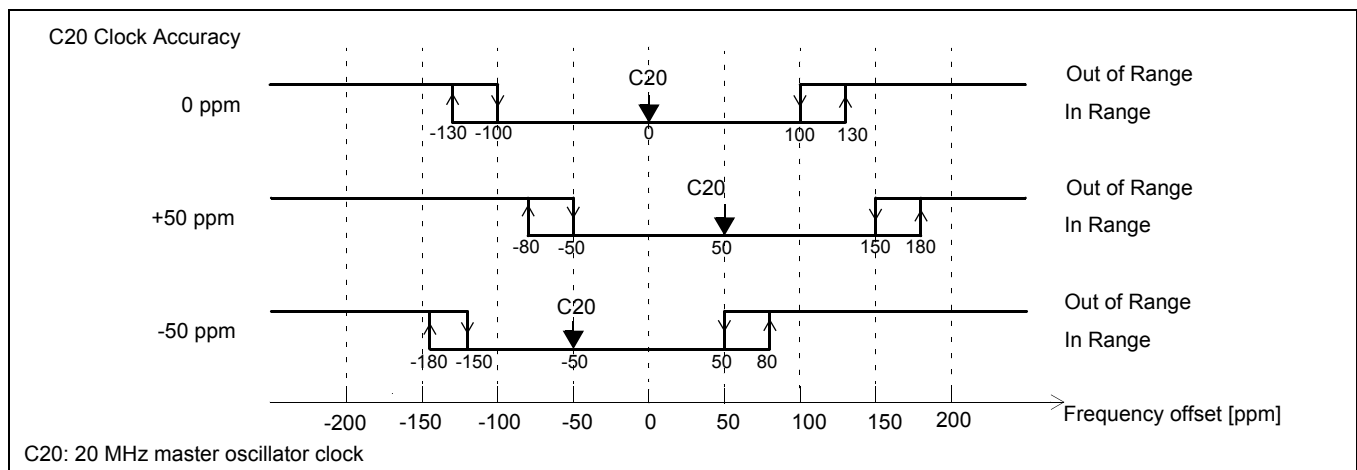 C20 Clock Accuracy
C20
Out of Range
0 ppm
In Range
-130 -100 0 100 130
C20
Out of Range
+50 ppm
In Range
-80 -50 50 150 180
C20
Out of Range
-50 ppm
In Range
-180 -150 -50 50 80
-200 -150 -100 -50 0 50 100 150 200 Frequency offset [ppm]
C20: 20 MHz master oscillator clock